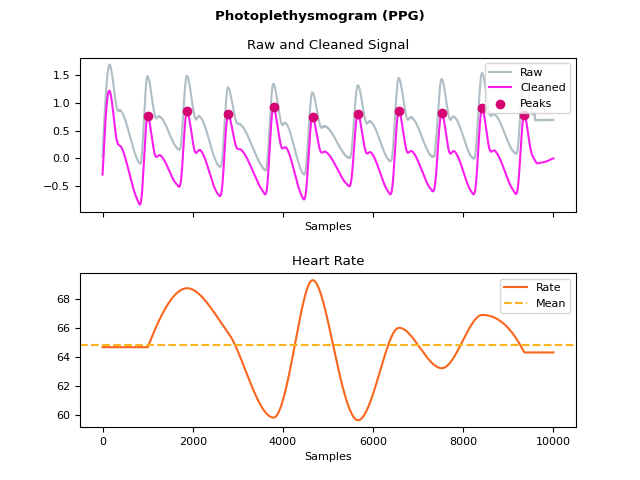 Photoplethysmogram (PPG)
Raw and Cleaned Signal
1.5
1.0
0.5
0.0
−0.5
Raw
Cleaned
Peaks
Samples
Heart Rate
68
66
64
62
60
Rate
Mean
0 2000 4000 6000 8000 10000
Samples